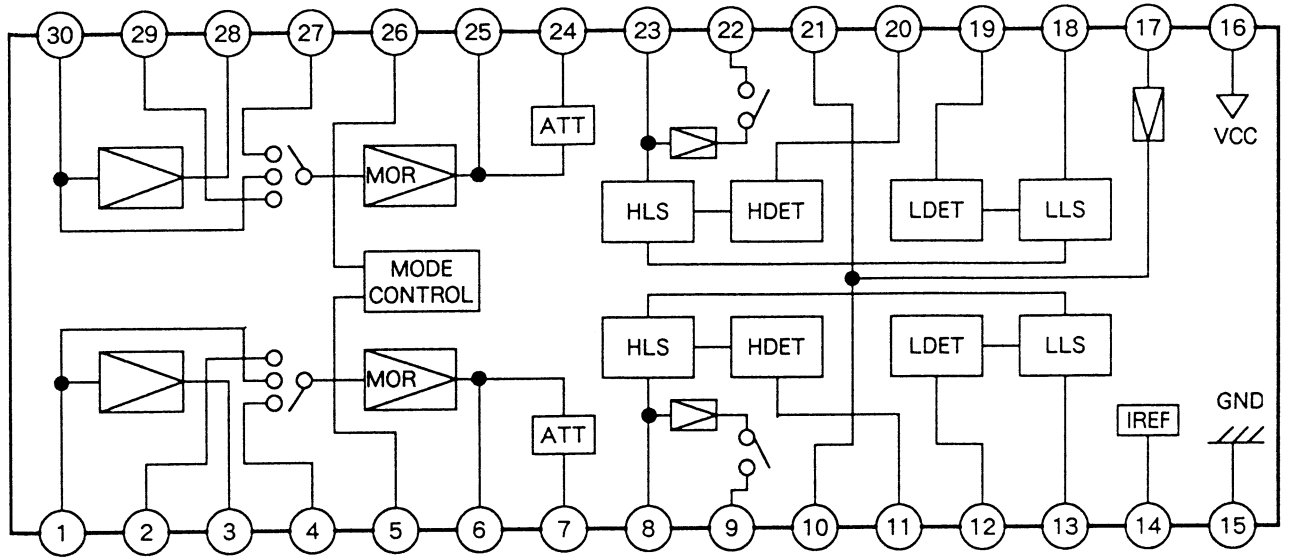 30 29 28 27 26 25 24 23 22 21 20 19 18 17 16
ATT
VCC
MOR
HLS HDET LDET LLS
MODE
CONTROL
HLS HDET LDET LLS
MOR
ATT
IREF
GND
1 2 3 4 5 6 7 8 9 10 11 12 13 14 15